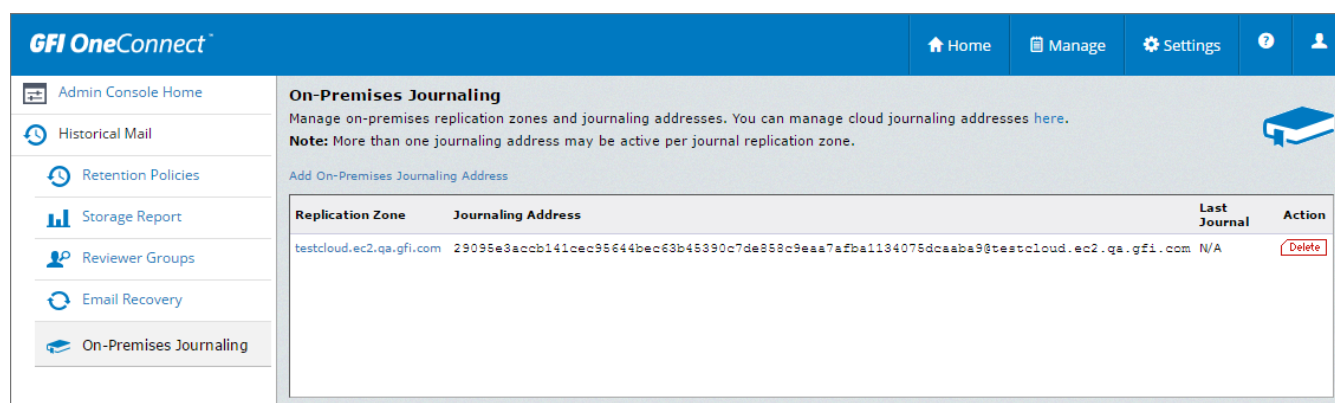 GFI OneConnect™
Home
Manage
Settings
?
Admin Console Home
Historical Mail
Retention Policies
Storage Report
Reviewer Groups
Email Recovery
On-Premises Journaling
On-Premises Journaling
Manage on-premises replication zones and journaling addresses. You can manage cloud journaling addresses here.
Note: More than one journaling address may be active per journal replication zone.
Add On-Premises Journaling Address
Replication Zone Journaling Address Last Journal Action
testcloud.ec2.qa.gfi.com 29095e3accb141cec95644bec63b45390c7de858c9eaa7afba1134075dcaaba9@testcloud.ec2.qa.gfi.com N/A Delete